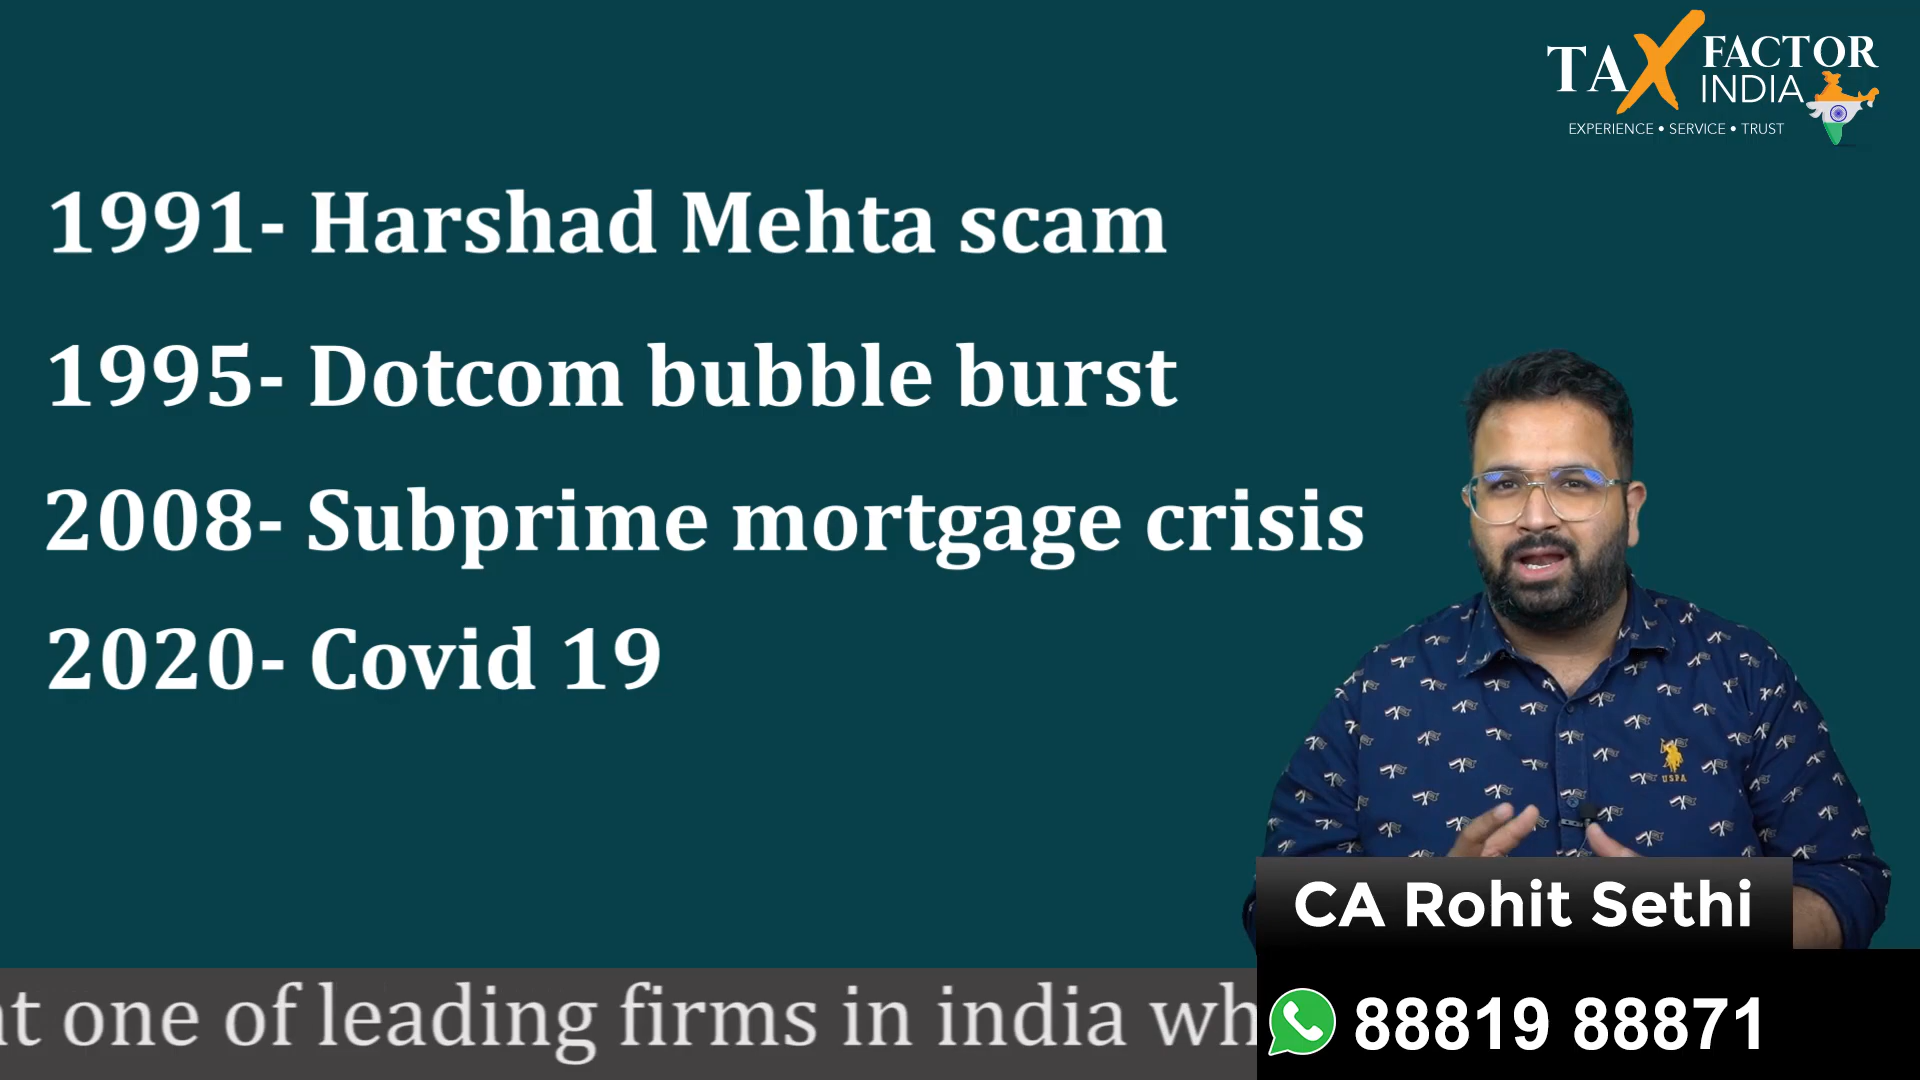 TAX FACTOR
INDIA
EXPERIENCE • SERVICE • TRUST
1991- Harshad Mehta scam
1995- Dotcom bubble burst
2008- Subprime mortgage crisis
2020- Covid 19
USPA
CA Rohit Sethi
one of leading firms in india
88819 88871